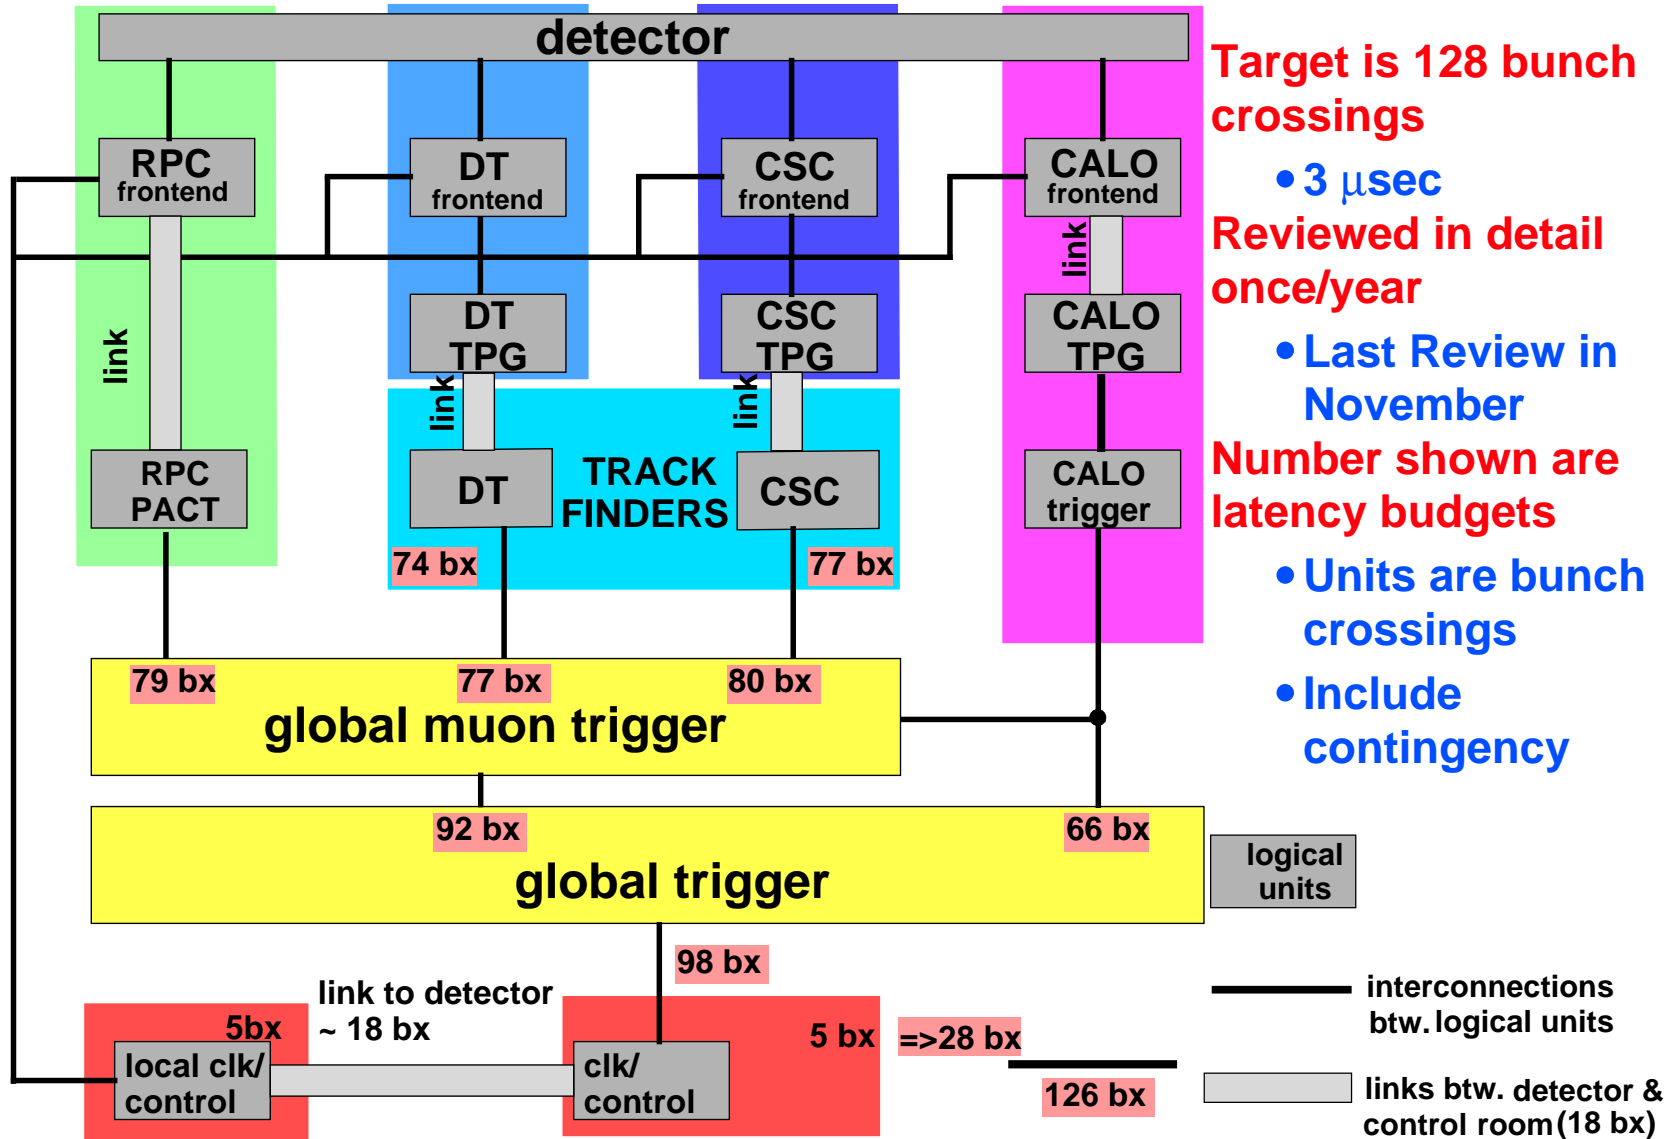 detector
Target is 128 bunch
crossings
• 3 μsec
Reviewed in detail
once/year
• Last Review in
November
Number shown are
latency budgets
• Units are bunch
crossings
• Include
contingency
RPC
frontend
DT
frontend
CSC
frontend
CALO
frontend
link
link
DT
TPG
CSC
TPG
CALO
TPG
link
link
RPC
PACT
DT
TRACK
FINDERS
CSC
CALO
trigger
74 bx
77 bx
79 bx
77 bx
80 bx
global muon trigger
92 bx
66 bx
global trigger
logical
units
98 bx
link to detector
~ 18 bx
5bx
local clk/
control
clk/
control
5 bx
=>28 bx
126 bx
interconnections
btw. logical units
links btw. detector &
control room (18 bx)